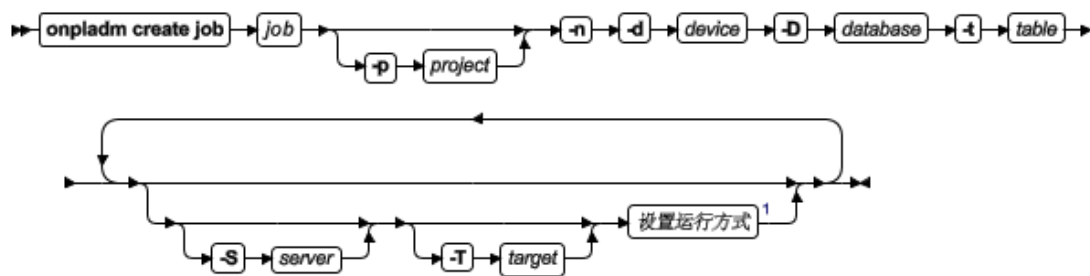 onpladm create job job -n -d device -D database -t table
-p project
设置运行方式 1
-S server -T target